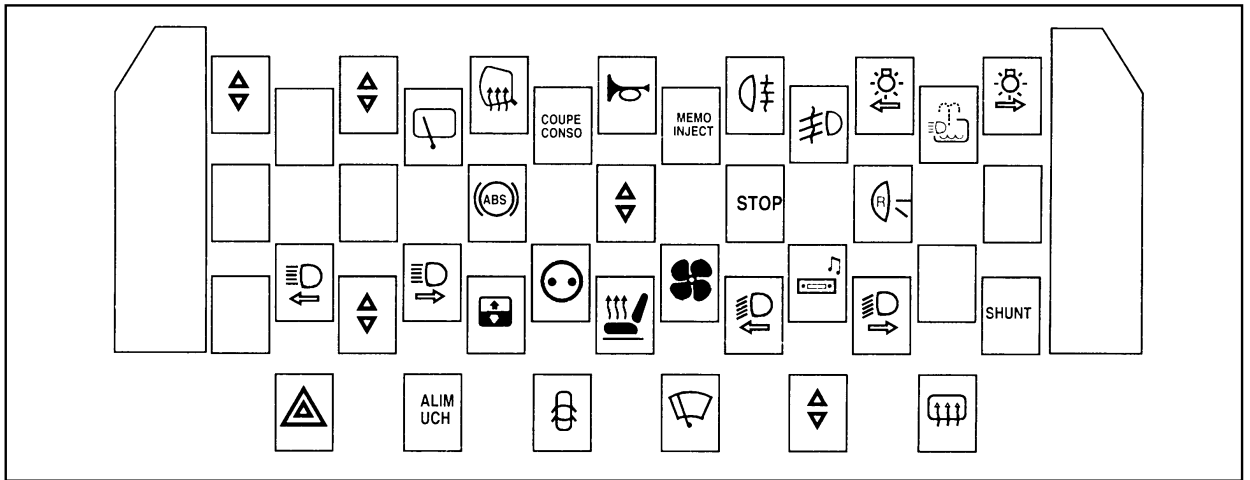 COUPE
CONSO
MEMO
INJECT
ABS
STOP
R
SHUNT
ALIM
UCH